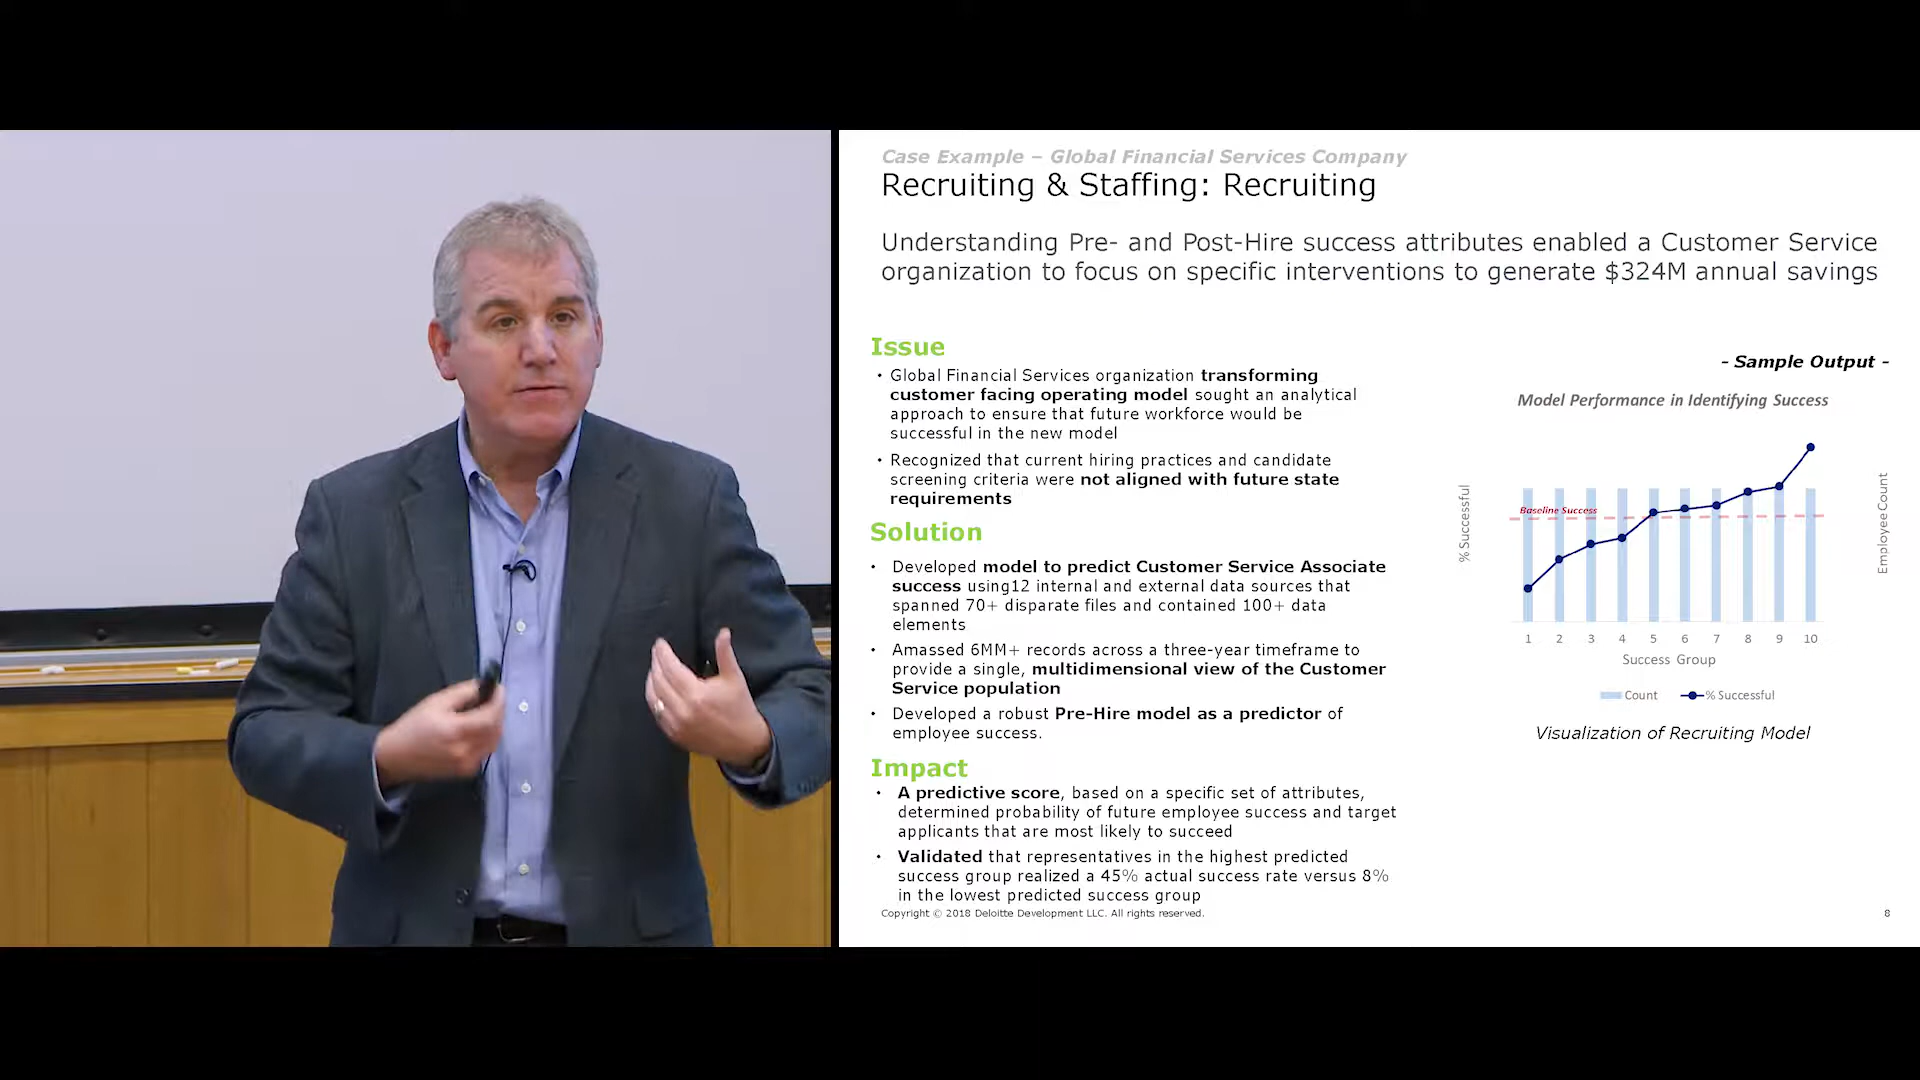 Case Example – Global Financial Services Company
Recruiting & Staffing: Recruiting
Understanding Pre- and Post-Hire success attributes enabled a Customer Service
organization to focus on specific interventions to generate $324M annual savings
Issue
• Global Financial Services organization transforming
customer facing operating model sought an analytical
approach to ensure that future workforce would be
successful in the new model
• Recognized that current hiring practices and candidate
screening criteria were not aligned with future state
requirements
Solution
• Developed model to predict Customer Service Associate
success using12 internal and external data sources that
spanned 70+ disparate files and contained 100+ data
elements
• Amassed 6MM+ records across a three-year timeframe to
provide a single, multidimensional view of the Customer
Service population
• Developed a robust Pre-Hire model as a predictor of
employee success.
Impact
• A predictive score, based on a specific set of attributes,
determined probability of future employee success and target
applicants that are most likely to succeed
• Validated that representatives in the highest predicted
success group realized a 45% actual success rate versus 8%
in the lowest predicted success group
- Sample Output -
Model Performance in Identifying Success
% Successful
Baseline Success
Employee Count
1 2 3 4 5 6 7 8 9 10
Success Group
Count % Successful
Visualization of Recruiting Model
Copyright © 2018 Deloitte Development LLC. All rights reserved.
8